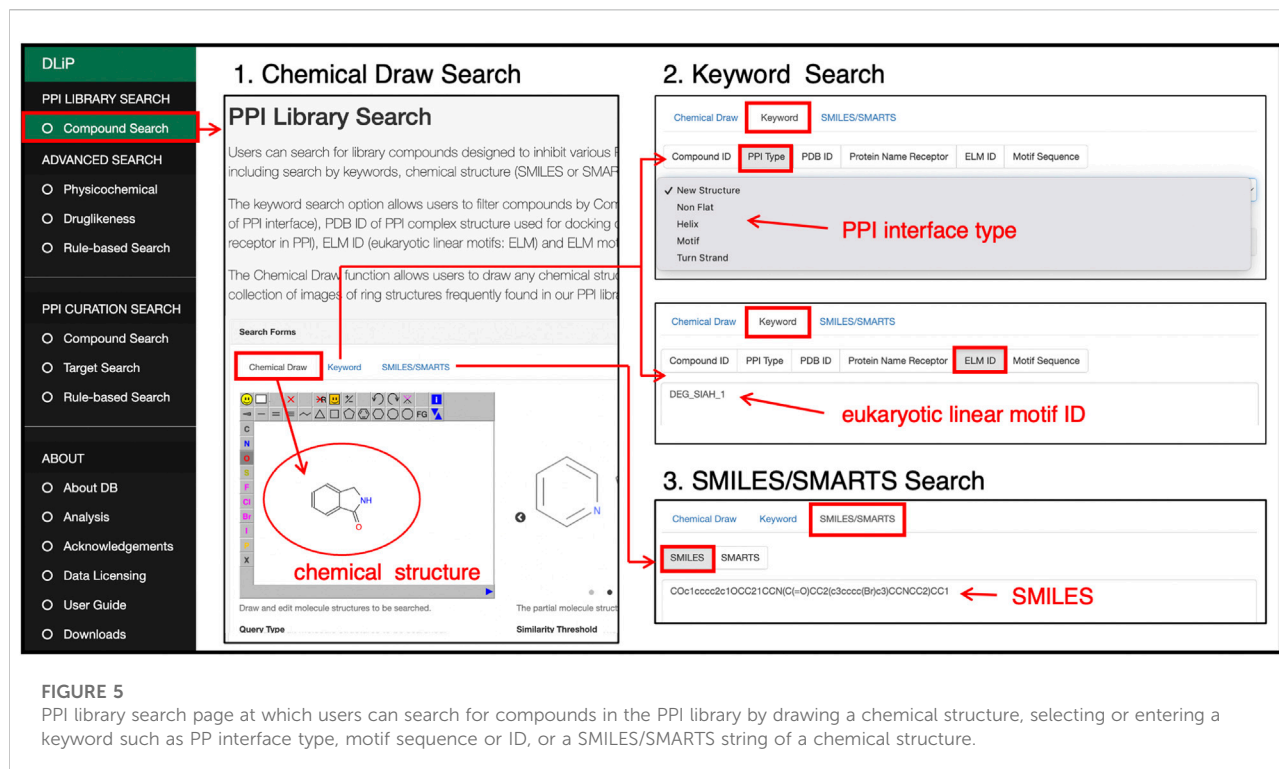 DLiP
PPI LIBRARY SEARCH
Compound Search
ADVANCED SEARCH
Physicochemical
Druglikeness
Rule-based Search
PPI CURATION SEARCH
Compound Search
Target Search
Rule-based Search
ABOUT
About DB
Analysis
Acknowledgements
Data Licensing
User Guide
Downloads
1. Chemical Draw Search
PPI Library Search
Users can search for library compounds designed to inhibit various
including search by keywords, chemical structure (SMILES or SMAR
The keyword search option allows users to filter compounds by Com
of PPI interface), PDB ID of PPI complex structure used for docking
receptor in PPI), ELM ID (eukaryotic linear motifs: ELM) and ELM mot
The Chemical Draw function allows users to draw any chemical struc
collection of images of ring structures frequently found in our PPI libra
Search Forms
Chemical Draw Keyword SMILES/SMARTS
FG
C
N
O
S
F
Cl
Br
I
X
NH
O
N
chemical structure
Draw and edit molecule structures to be searched.
The partial molecule struct
Query Type
Similarity Threshold
2. Keyword Search
Chemical Draw Keyword SMILES/SMARTS
Compound ID PPI Type PDB ID Protein Name Receptor ELM ID Motif Sequence
✓ New Structure
Non Flat
Helix
Motif
Turn Strand
PPI interface type
Chemical Draw Keyword SMILES/SMARTS
Compound ID PPI Type PDB ID Protein Name Receptor ELM ID Motif Sequence
DEG_SIAH_1
eukaryotic linear motif ID
3. SMILES/SMARTS Search
Chemical Draw Keyword SMILES/SMARTS
SMILES SMARTS
COc1cccc2c1OCC21CCN(C(=O)CC2(c3cccc(Br)c3)CCNCC2)CC1
SMILES
FIGURE 5
PPI library search page at which users can search for compounds in the PPI library by drawing a chemical structure, selecting or entering a
keyword such as PP interface type, motif sequence or ID, or a SMILES/SMARTS string of a chemical structure.